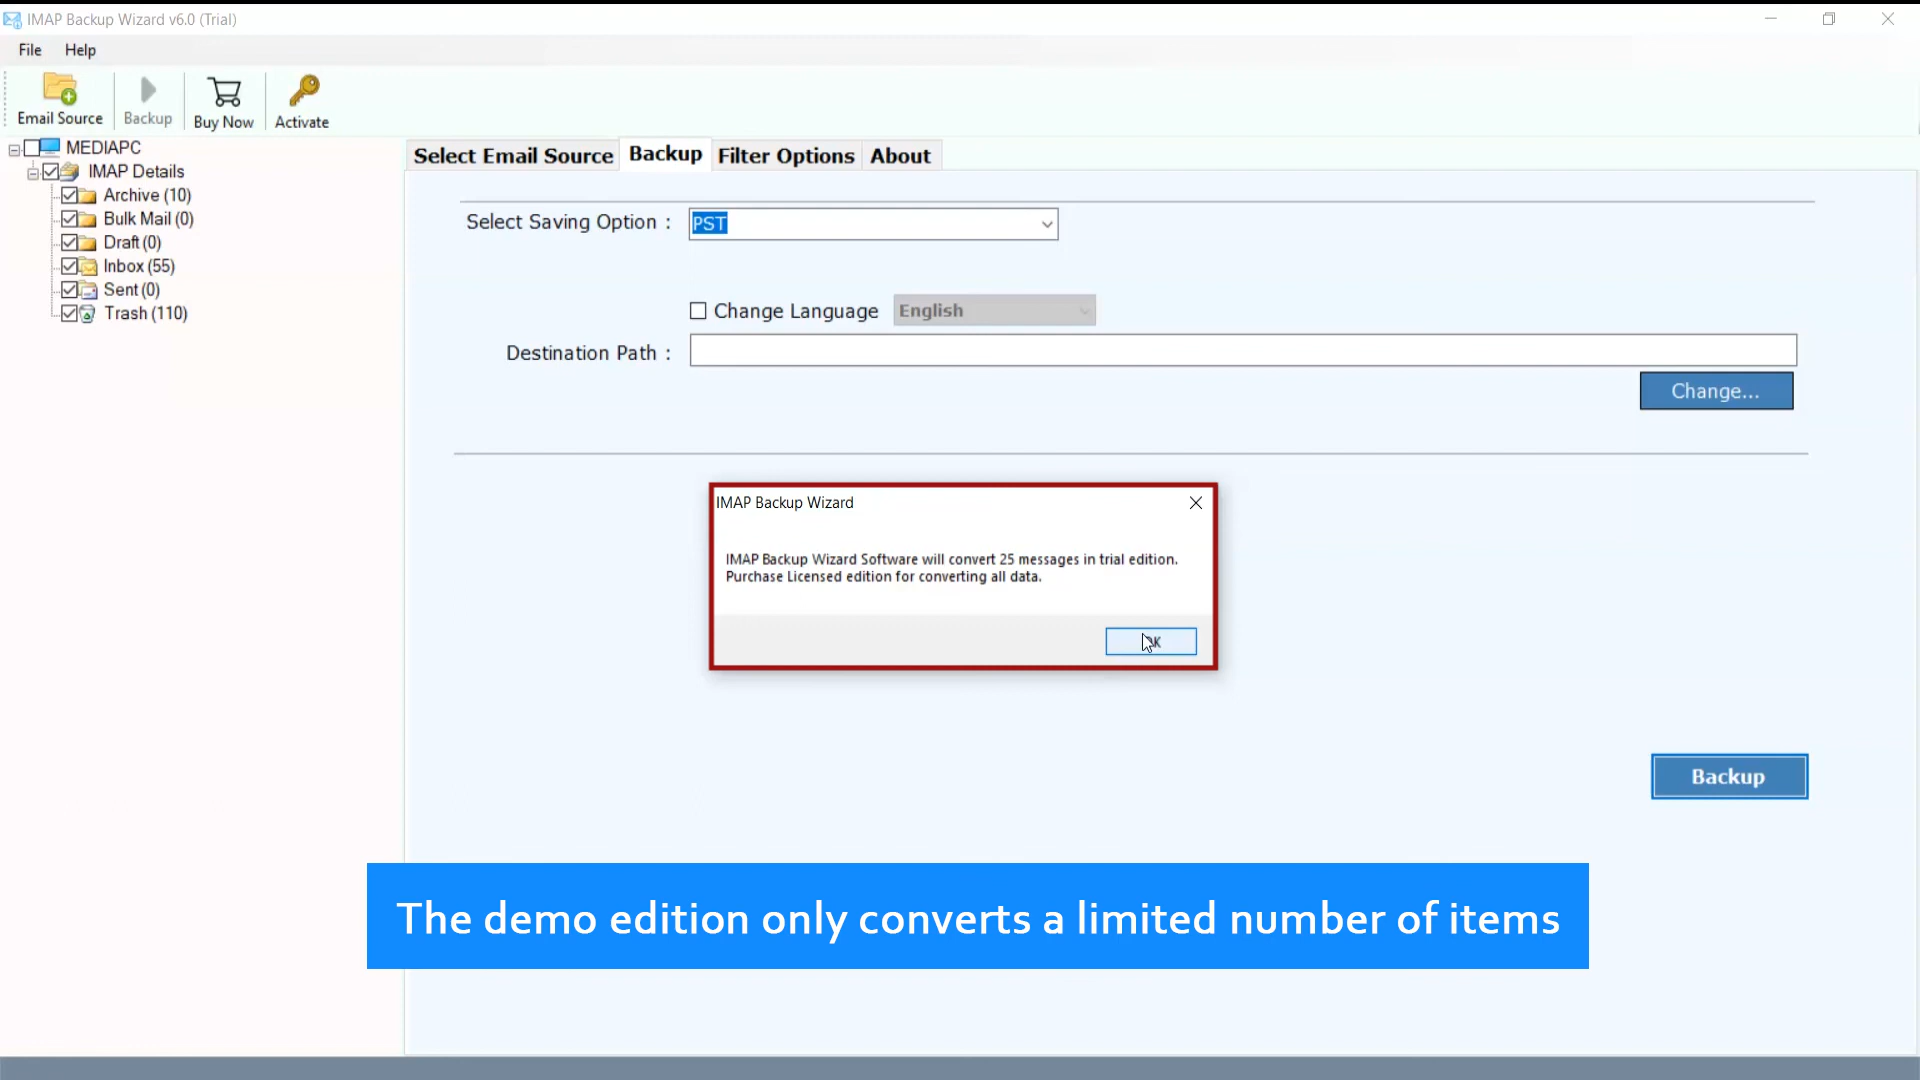 IMAP Backup Wizard v6.0 (Trial)
File Help
Email Source Backup Buy Now Activate
MEDIAPC
IMAP Details
Archive (10)
Bulk Mail (0)
Draft (0)
Inbox (55)
Sent (0)
Trash (110)
Select Email Source Backup Filter Options About
Select Saving Option : PST
Change Language English
Destination Path :
Change...
IMAP Backup Wizard
IMAP Backup Wizard Software will convert 25 messages in trial edition.
Purchase Licensed edition for converting all data.
Backup
The demo edition only converts a limited number of items